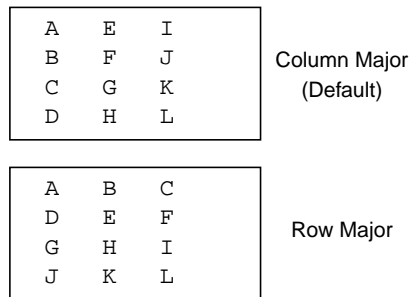 A E I
B F J
C G K
D H L
Column Major
(Default)
A B C
D E F
G H I
J K L
Row Major